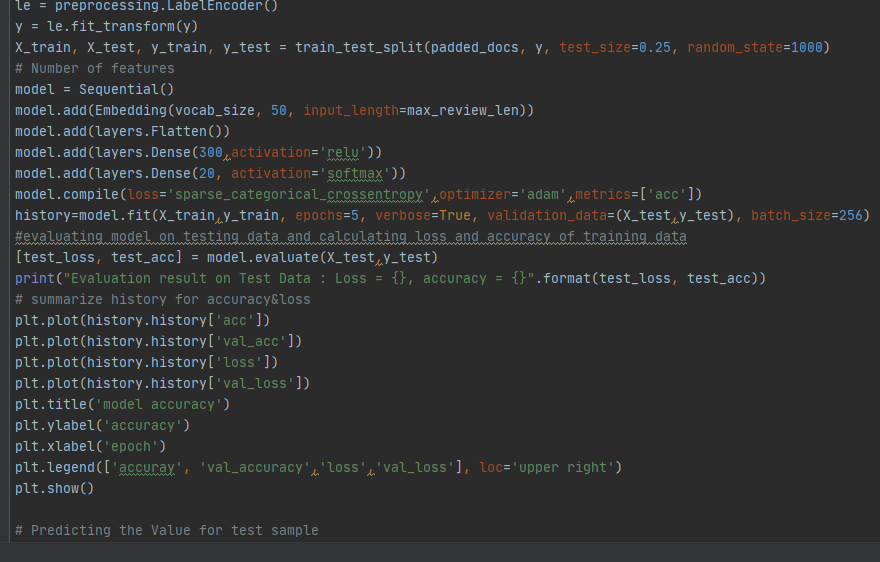 le = preprocessing.LabelEncoder()
y = le.fit_transform(y)
X_train, X_test, y_train, y_test = train_test_split(padded_docs, y, test_size=0.25, random_state=1000)
# Number of features
model = Sequential()
model.add(Embedding(vocab_size, 50, input_length=max_review_len))
model.add(layers.Flatten())
model.add(layers.Dense(300,activation='relu'))
model.add(layers.Dense(20, activation='softmax'))
model.compile(loss='sparse_categorical_crossentropy',optimizer='adam',metrics=['acc'])
history=model.fit(X_train,y_train, epochs=5, verbose=True, validation_data=(X_test,y_test), batch_size=256)
#evaluating model on testing data and calculating loss and accuracy of training data
[test_loss, test_acc] = model.evaluate(X_test,y_test)
print("Evaluation result on Test Data : Loss = {}, accuracy = {}".format(test_loss, test_acc))
# summarize history for accuracy&loss
plt.plot(history.history['acc'])
plt.plot(history.history['val_acc'])
plt.plot(history.history['loss'])
plt.plot(history.history['val_loss'])
plt.title('model accuracy')
plt.ylabel('accuracy')
plt.xlabel('epoch')
plt.legend(['accuray', 'val_accuracy','loss','val_loss'], loc='upper right')
plt.show()
# Predicting the Value for test sample